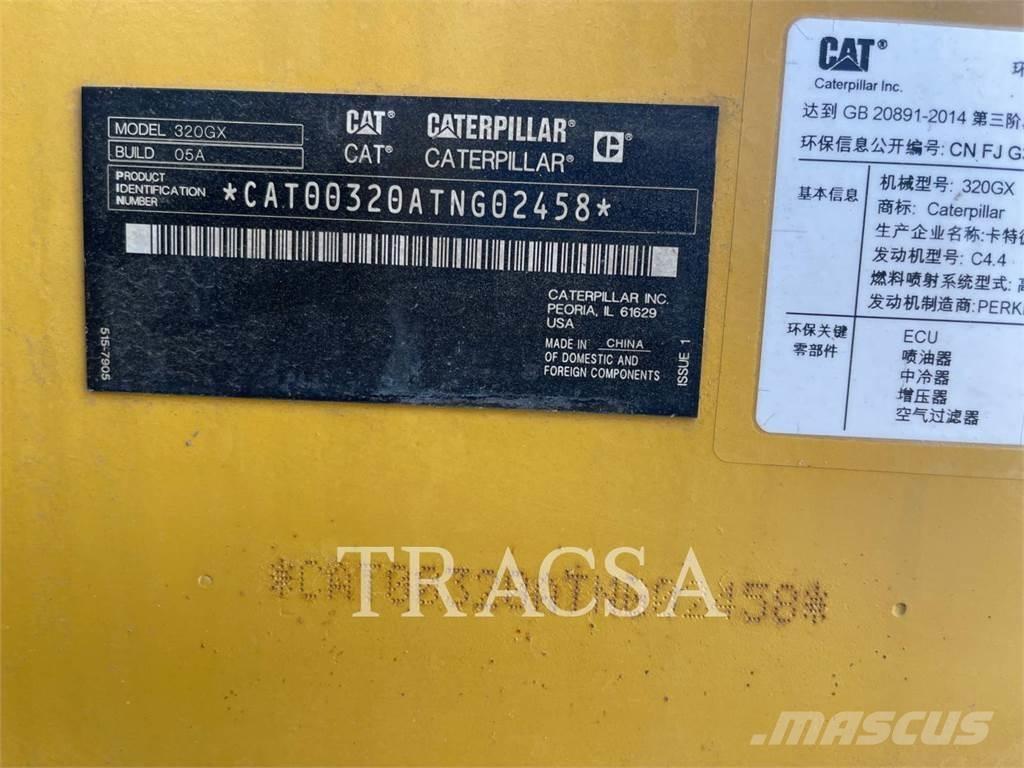 MODEL 320GX
BUILD 05A
CAT® CATERPILLAR®
CAT® CATERPILLAR®
PRODUCT
IDENTIFICATION
NUMBER
*CAT00320ATNG02458*
CATERPILLAR INC.
PEORIA, IL 61629
USA
MADE IN CHINA
OF DOMESTIC AND
FOREIGN COMPONENTS
515-7905
ISSUE 1
CAT®
Caterpillar Inc.
环
达到 GB 20891-2014 第三阶
环保信息公开编号: CN FJ G
基本信息
机械型号: 320GX
商标: Caterpillar
生产企业名称:卡特
发动机型号: C4.4
燃料喷射系统型式:
发动机制造商:PERK
环保关键
零部件
ECU
喷油器
中冷器
增压器
空气过滤器
TRACSA
MASCUS